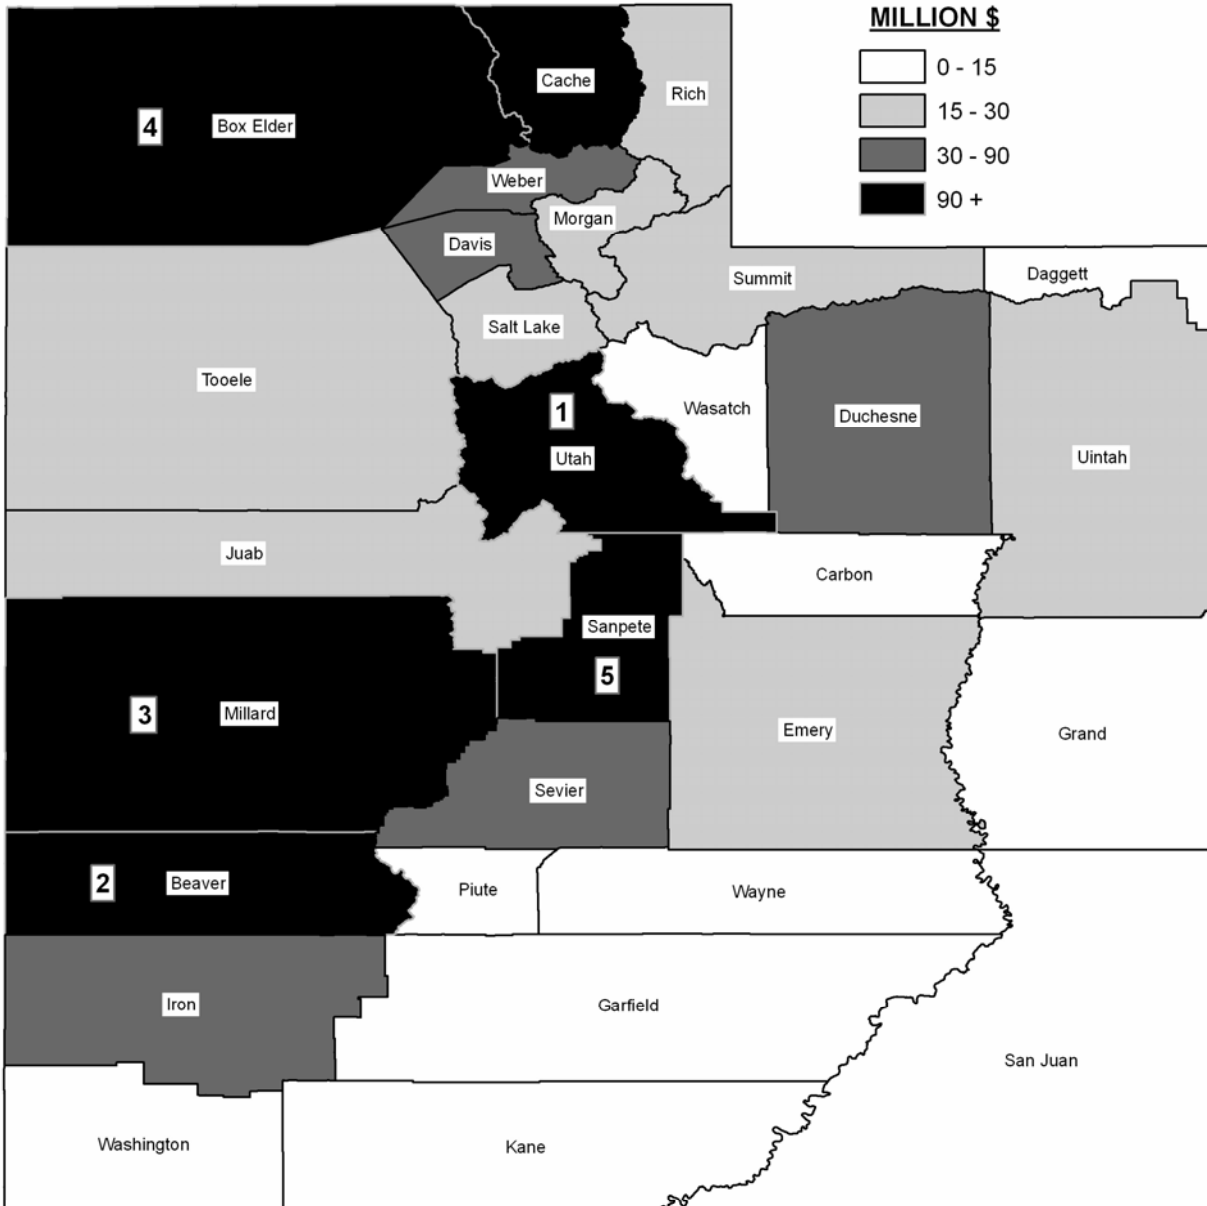 MILLION $
0 - 15
15 - 30
30 - 90
90 +
Cache
Rich
4 Box Elder
Weber
Morgan
Davis
Summit
Daggett
Salt Lake
Tooele
1
Wasatch
Duchesne
Utah
Uintah
Juab
Carbon
Sanpete
5
3 Millard
Emery
Grand
Sevier
2 Beaver
Piute
Wayne
Iron
Garfield
San Juan
Washington
Kane